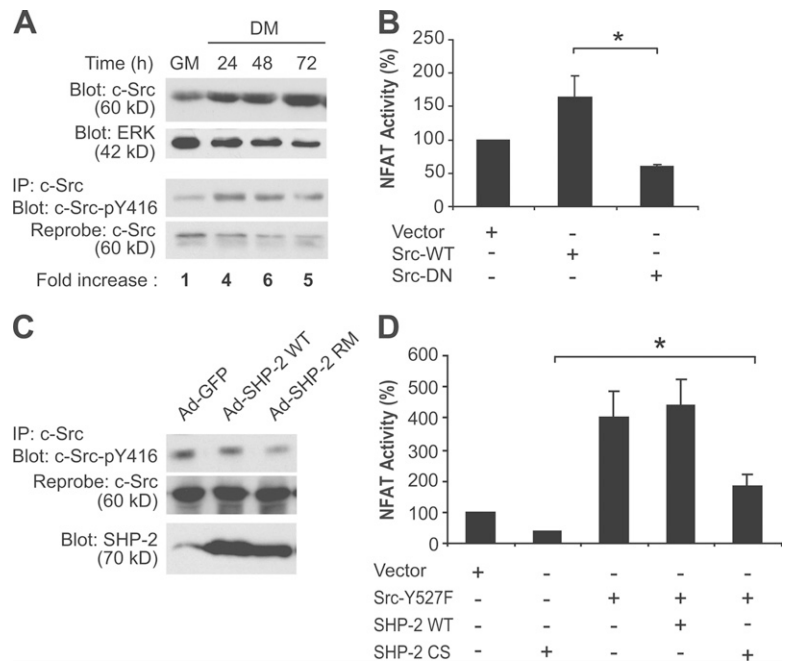 A
DM
Time (h) GM 24 48 72
Blot: c-Src
(60 kD)
Blot: ERK
(42 kD)
IP: c-Src
Blot: c-Src-pY416
Reprobe: c-Src
(60 kD)
Fold increase : 1 4 6 5
B
*
NFAT Activity (%)
250
200
150
100
50
0
Vector + - -
Src-WT - + -
Src-DN - - +
C
Ad-GFP
Ad-SHP-2 WT
Ad-SHP-2 RM
IP: c-Src
Blot: c-Src-pY416
Reprobe: c-Src
(60 kD)
Blot: SHP-2
(70 kD)
D
*
NFAT Activity (%)
600
500
400
300
200
100
0
Vector + - - - -
Src-Y527F - - + + +
SHP-2 WT - - - + -
SHP-2 CS - + - - +